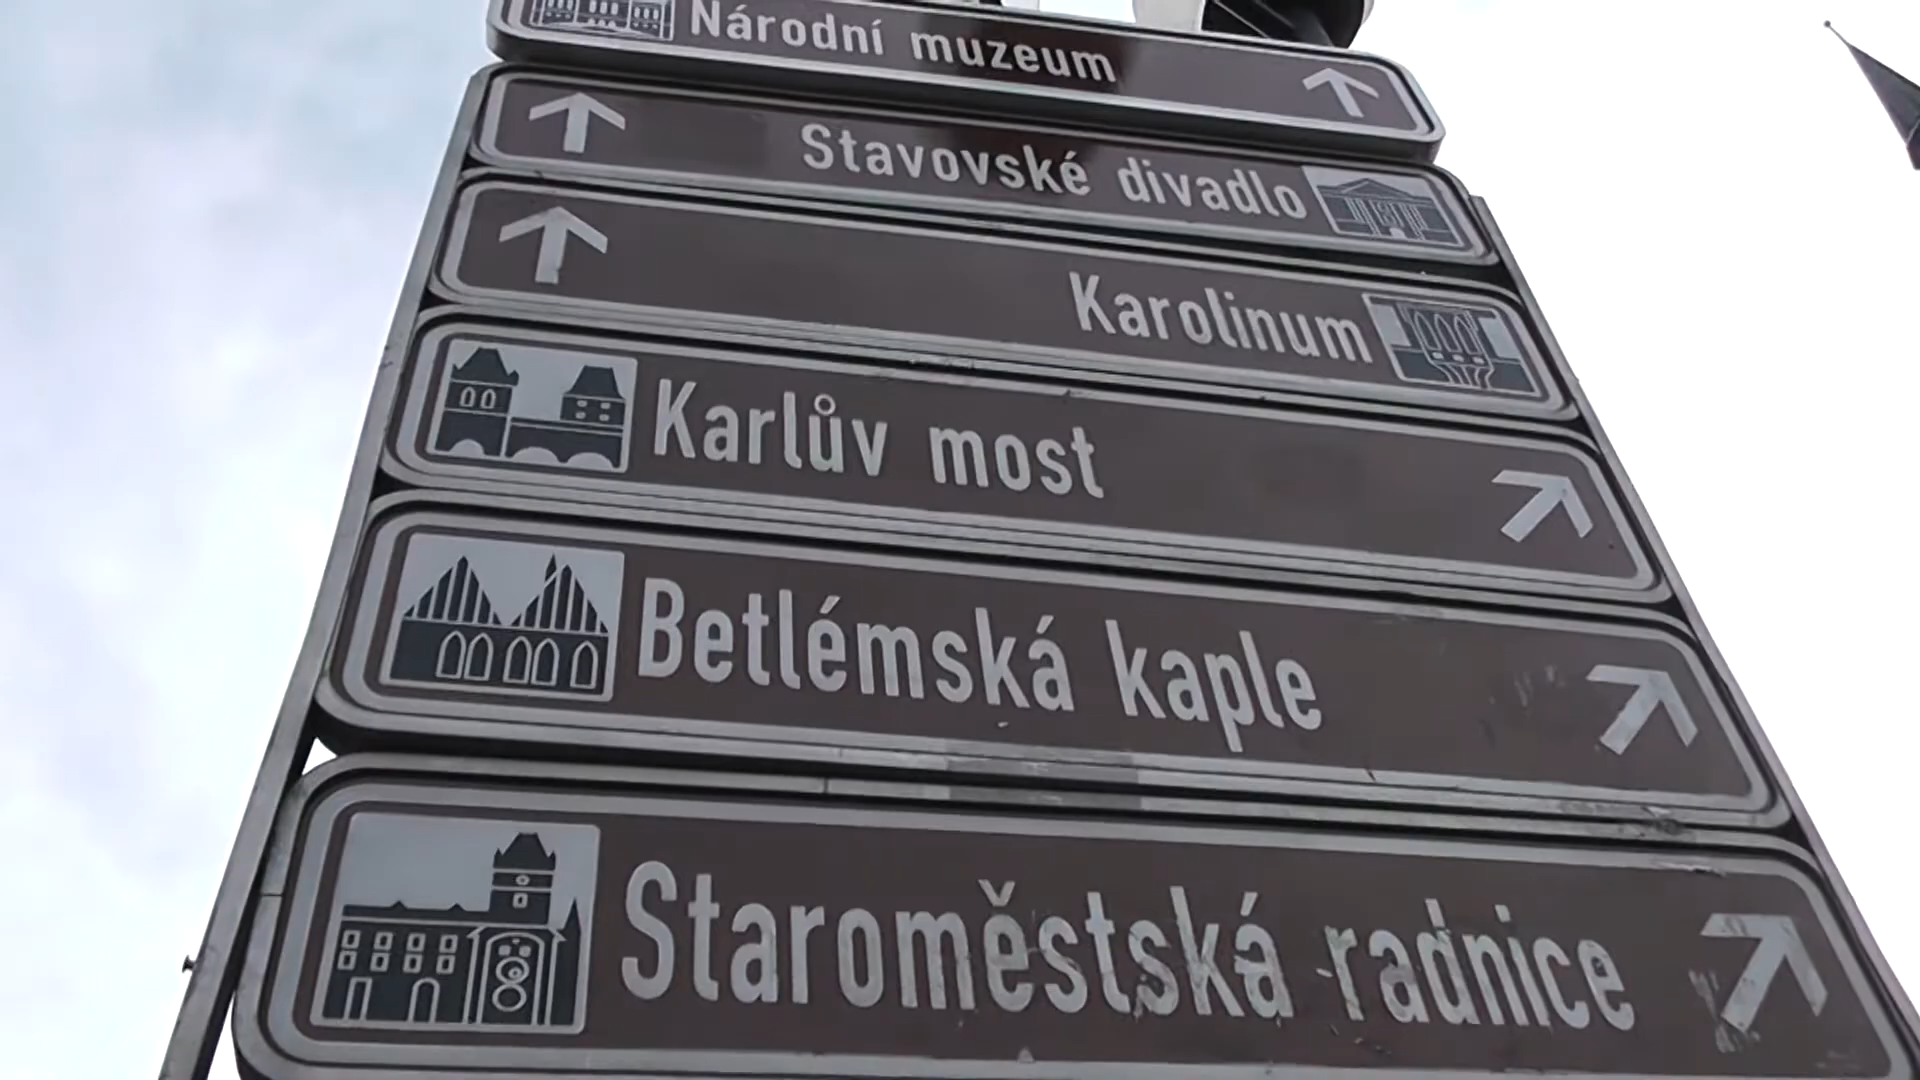 Národní muzeum
Stavovské divadlo
Karolinum
Karlův most
Betlémská kaple
Staroměstská radnice